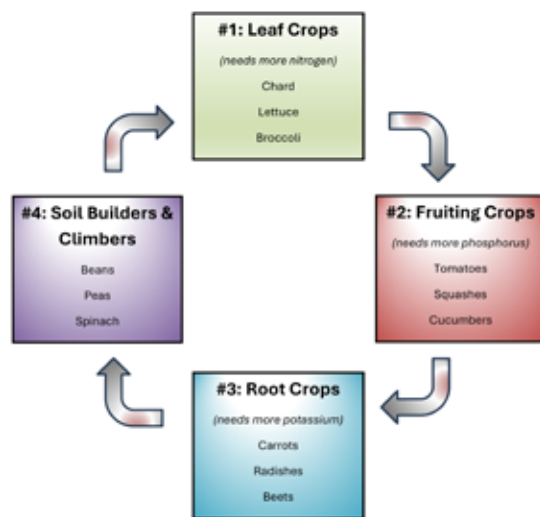 #1: Leaf Crops
(needs more nitrogen)
Chard
Lettuce
Broccoli
#2: Fruiting Crops
(needs more phosphorus)
Tomatoes
Squashes
Cucumbers
#3: Root Crops
(needs more potassium)
Carrots
Radishes
Beets
#4: Soil Builders &
Climbers
Beans
Peas
Spinach